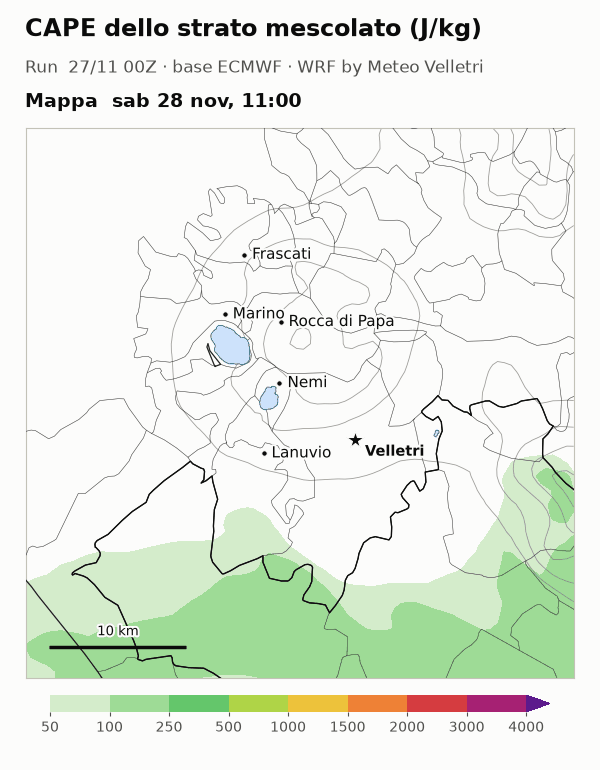 CAPE dello strato mescolato (J/kg)
Run  27/11 00Z · base ECMWF · WRF by Meteo Velletri
Mappa  sab 28 nov, 11:00
Frascati
Marino
Rocca di Papa
Nemi
Velletri
Lanuvio
10 km
50 100 250 500 1000 1500 2000 3000 4000